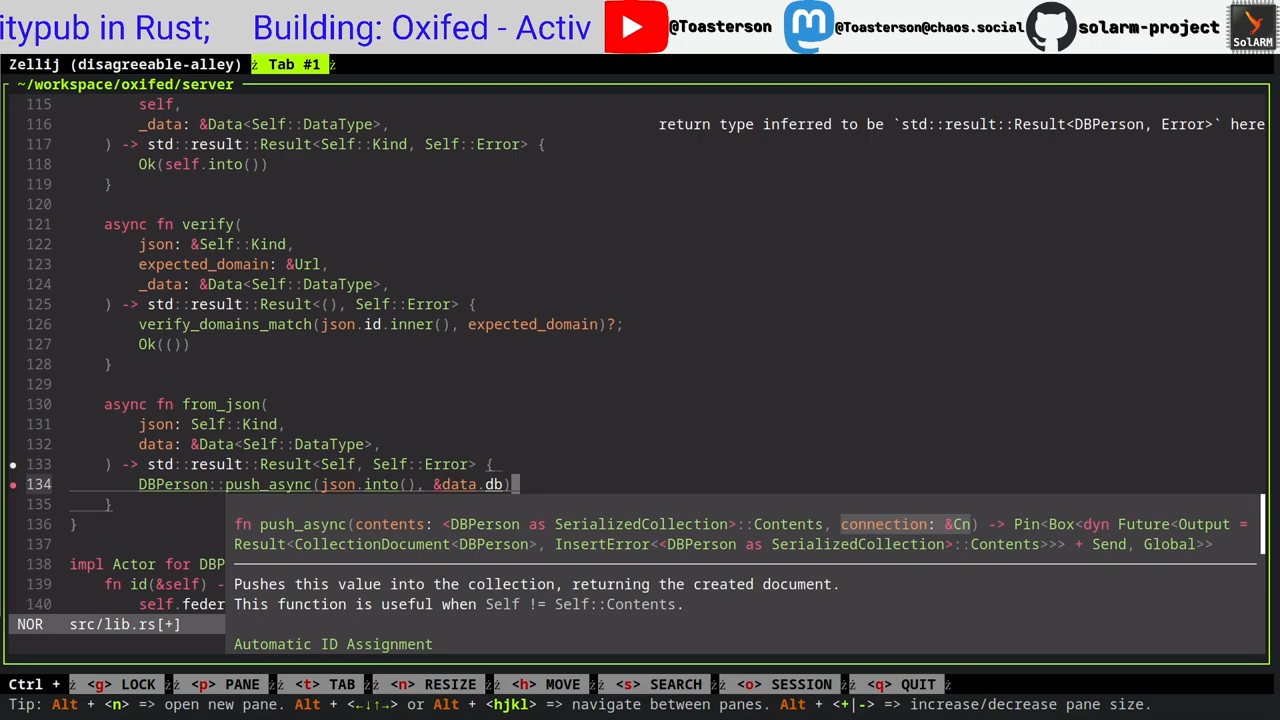 itypub in Rust;    Building: Oxifed - Activ
@Toasterson
@Toasterson@chaos.social
solarm-project
SolARM
Zellij (disagreeable-alley) Tab #1
~/workspace/oxifed/server
115 self,
116 _data: &Data<Self::DataType>, return type inferred to be `std::result::Result<DBPerson, Error>` here
117 ) -> std::result::Result<Self::Kind, Self::Error> {
118 Ok(self.into())
119 }
120
121 async fn verify(
122 json: &Self::Kind,
123 expected_domain: &Url,
124 _data: &Data<Self::DataType>,
125 ) -> std::result::Result<(), Self::Error> {
126 verify_domains_match(json.id.inner(), expected_domain)?;
127 Ok(())
128 }
129
130 async fn from_json(
131 json: Self::Kind,
132 data: &Data<Self::DataType>,
133 ) -> std::result::Result<Self, Self::Error> {
134 DBPerson::push_async(json.into(), &data.db)
135 }
136 } fn push_async(contents: <DBPerson as SerializedCollection>::Contents, connection: &Cn) -> Pin<Box<dyn Future<Output =
137 Result<CollectionDocument<DBPerson>, InsertError<<DBPerson as SerializedCollection>::Contents>>> + Send, Global>>
138 impl Actor for DBP
139 fn id(&self) - Pushes this value into the collection, returning the created document.
140 self.feder This function is useful when Self != Self::Contents.
NOR src/lib.rs[+]
Automatic ID Assignment
Ctrl + <g> LOCK <p> PANE <t> TAB <n> RESIZE <h> MOVE <s> SEARCH <o> SESSION <q> QUIT
Tip: Alt + <n> => open new pane. Alt + <←↓↑→> or Alt + <hjkl> => navigate between panes. Alt + <+|-> => increase/decrease pane size.